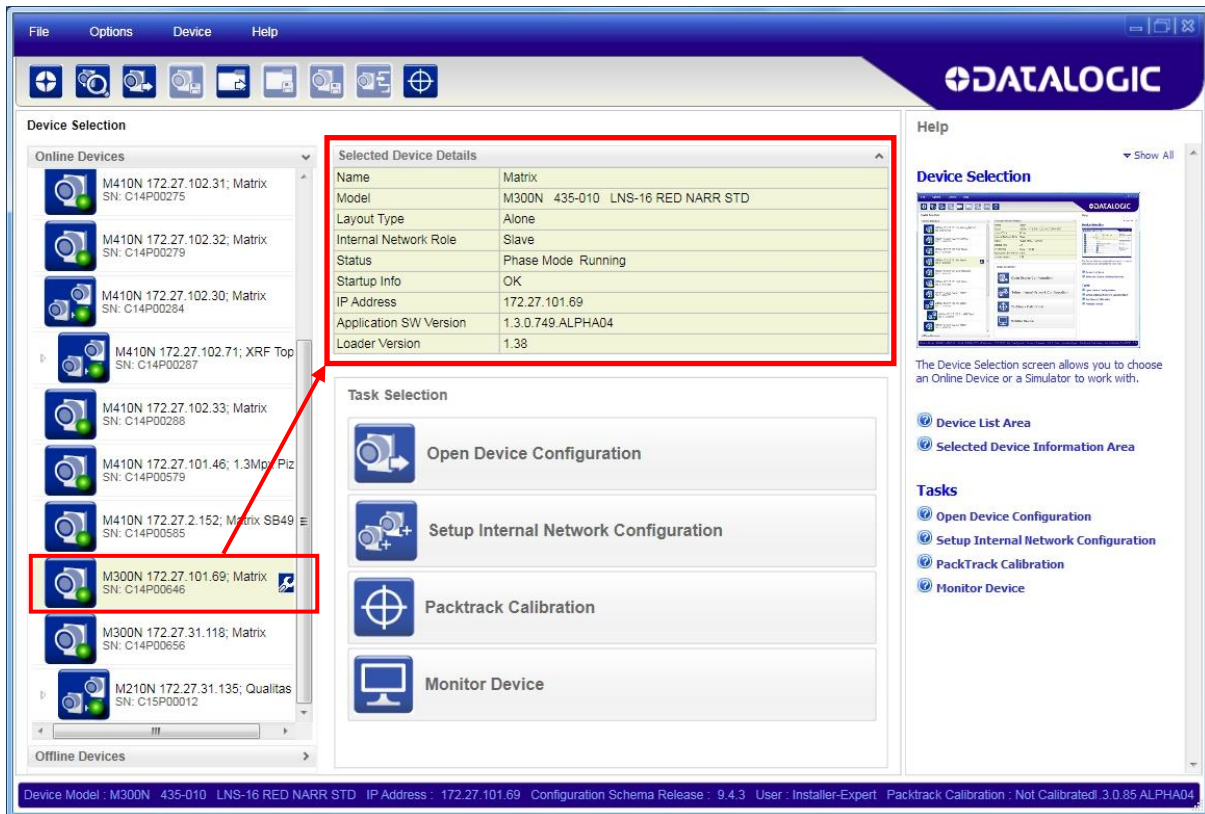 File Options Device Help
DATALOGIC
Device Selection
Online Devices
M410N 172.27.102.31; Matrix
SN: C14P00275
M410N 172.27.102.32; Matrix
SN: C14P00279
M410N 172.27.102.30; Matrix
SN: C14P00284
M410N 172.27.102.71; XRF Top
SN: C14P00287
M410N 172.27.102.33; Matrix
SN: C14P00288
M410N 172.27.101.46; 1.3Mpx Piz
SN: C14P00579
M410N 172.27.2.152; Matrix SB49
SN: C14P00585
M300N 172.27.101.69; Matrix
SN: C14P00646
M300N 172.27.31.118; Matrix
SN: C14P00656
M210N 172.27.31.135; Qualitas
SN: C15P00012
Offline Devices
Selected Device Details
Name Matrix
Model M300N 435-010 LNS-16 RED NARR STD
Layout Type Alone
Internal Network Role Slave
Status Phase Mode Running
Startup Info OK
IP Address 172.27.101.69
Application SW Version 1.3.0.749.ALPHA04
Loader Version 1.38
Task Selection
Open Device Configuration
Setup Internal Network Configuration
Packtrack Calibration
Monitor Device
Help
Show All
Device Selection
DATALOGIC
The Device Selection screen allows you to choose
an Online Device or a Simulator to work with.
Device List Area
Selected Device Information Area
Tasks
Open Device Configuration
Setup Internal Network Configuration
PackTrack Calibration
Monitor Device
Device Model : M300N 435-010 LNS-16 RED NARR STD IP Address : 172.27.101.69 Configuration Schema Release : 9.4.3 User : Installer-Expert Packtrack Calibration : Not Calibrated .3.0.85 ALPHA04